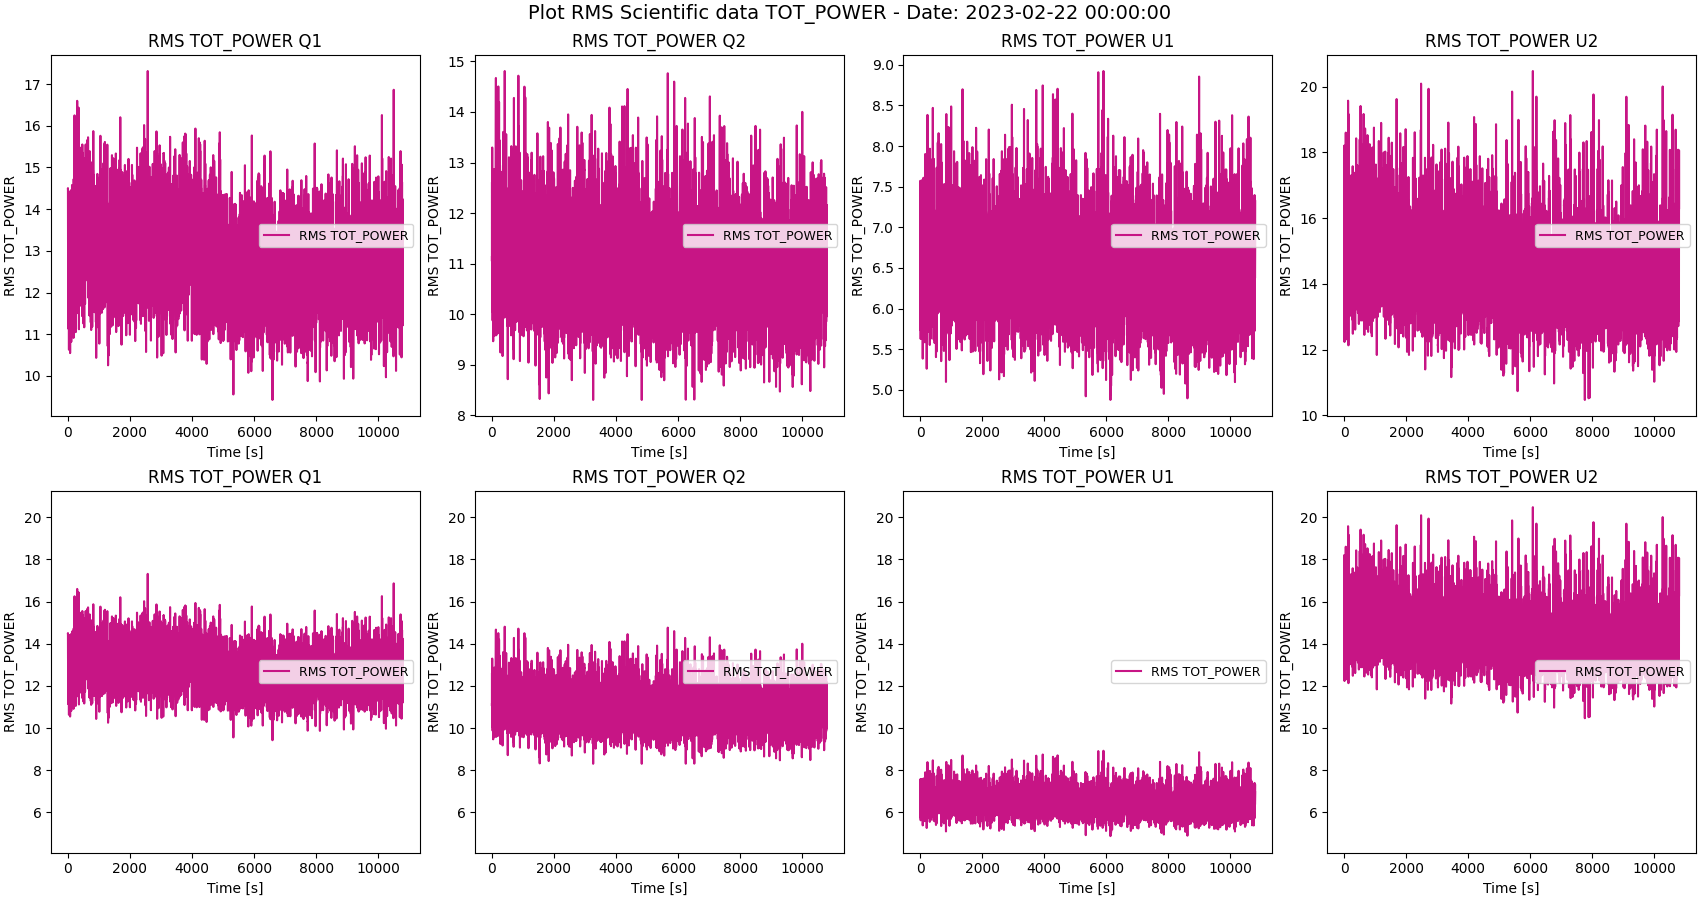 Plot RMS Scientific data TOT_POWER - Date: 2023-02-22 00:00:00
RMS TOT_POWER Q1
RMS TOT_POWER
17
16
15
14
13
12
11
10
RMS TOT_POWER
0 2000 4000 6000 8000 10000
Time [s]
RMS TOT_POWER Q2
RMS TOT_POWER
15
14
13
12
11
10
9
8
RMS TOT_POWER
0 2000 4000 6000 8000 10000
Time [s]
RMS TOT_POWER U1
RMS TOT_POWER
9.0
8.5
8.0
7.5
7.0
6.5
6.0
5.5
5.0
RMS TOT_POWER
0 2000 4000 6000 8000 10000
Time [s]
RMS TOT_POWER U2
RMS TOT_POWER
20
18
16
14
12
10
RMS TOT_POWER
0 2000 4000 6000 8000 10000
Time [s]
RMS TOT_POWER Q1
RMS TOT_POWER
20
18
16
14
12
10
8
6
RMS TOT_POWER
0 2000 4000 6000 8000 10000
Time [s]
RMS TOT_POWER Q2
RMS TOT_POWER
20
18
16
14
12
10
8
6
RMS TOT_POWER
0 2000 4000 6000 8000 10000
Time [s]
RMS TOT_POWER U1
RMS TOT_POWER
20
18
16
14
12
10
8
6
RMS TOT_POWER
0 2000 4000 6000 8000 10000
Time [s]
RMS TOT_POWER U2
RMS TOT_POWER
20
18
16
14
12
10
8
6
RMS TOT_POWER
0 2000 4000 6000 8000 10000
Time [s]